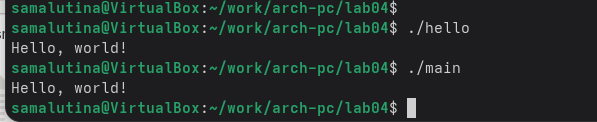 samalutina@VirtualBox:~/work/arch-pc/lab04$
samalutina@VirtualBox:~/work/arch-pc/lab04$ ./hello
Hello, world!
samalutina@VirtualBox:~/work/arch-pc/lab04$ ./main
Hello, world!
samalutina@VirtualBox:~/work/arch-pc/lab04$